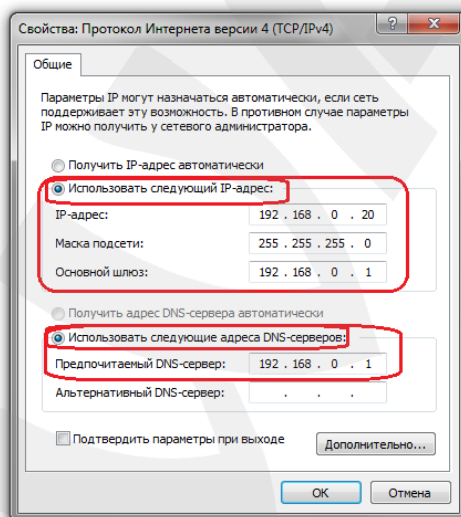 Свойства: Протокол Интернета версии 4 (TCP/IPv4)
Общие
Параметры IP могут назначаться автоматически, если сеть
поддерживает эту возможность. В противном случае параметры
IP можно получить у сетевого администратора.
Получить IP-адрес автоматически
Использовать следующий IP-адрес:
IP-адрес: 192 . 168 . 0 . 20
Маска подсети: 255 . 255 . 255 . 0
Основной шлюз: 192 . 168 . 0 . 1
Получить адрес DNS-сервера автоматически
Использовать следующие адреса DNS-серверов:
Предпочитаемый DNS-сервер: 192 . 168 . 0 . 1
Альтернативный DNS-сервер: . . .
Подтвердить параметры при выходе
Дополнительно...
ОК Отмена